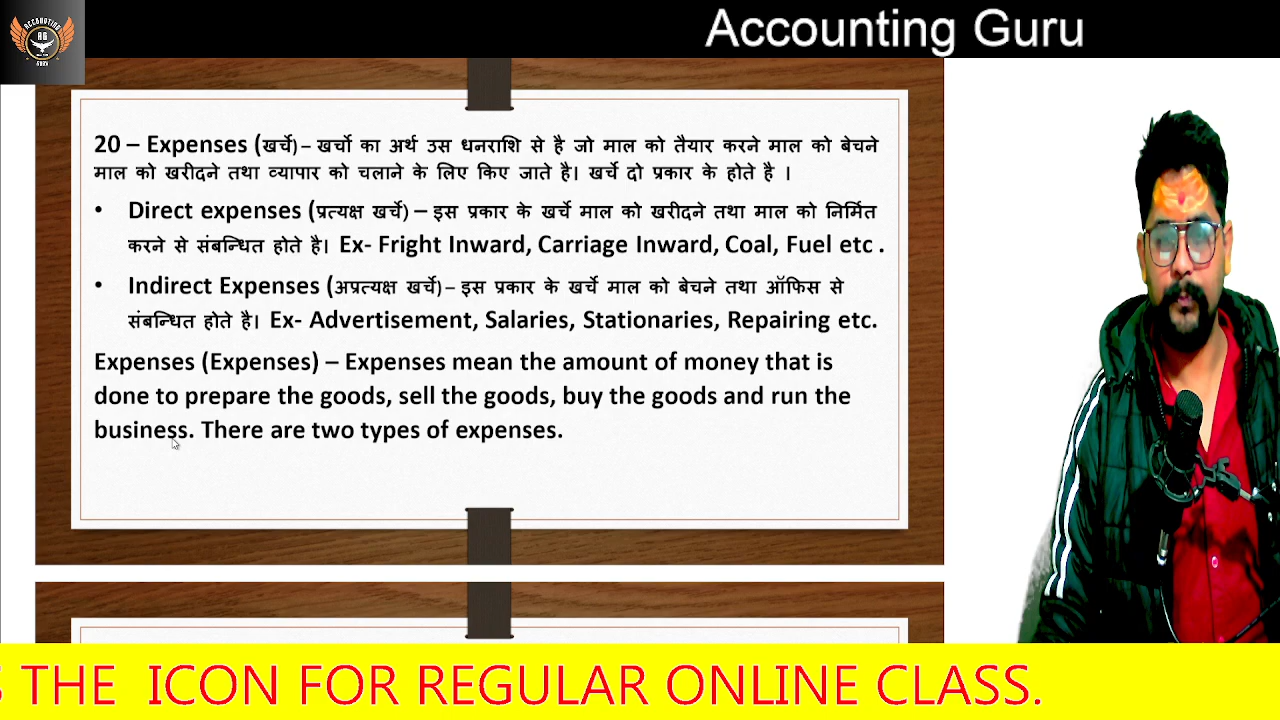 ACCOUNTING
AG
GURU
Accounting Guru
20 – Expenses (खर्चे) – खर्चो का अर्थ उस धनराशि से है जो माल को तैयार करने माल को बेचने
माल को खरीदने तथा व्यापार को चलाने के लिए किए जाते है। खर्चे दो प्रकार के होते है ।
• Direct expenses (प्रत्यक्ष खर्चे) – इस प्रकार के खर्चे माल को खरीदने तथा माल को निर्मित
करने से संबन्धित होते है। Ex- Fright Inward, Carriage Inward, Coal, Fuel etc .
• Indirect Expenses (अप्रत्यक्ष खर्चे) – इस प्रकार के खर्चे माल को बेचने तथा ऑफिस से
संबन्धित होते है। Ex- Advertisement, Salaries, Stationaries, Repairing etc.
Expenses (Expenses) – Expenses mean the amount of money that is
done to prepare the goods, sell the goods, buy the goods and run the
business. There are two types of expenses.
S THE ICON FOR REGULAR ONLINE CLASS.